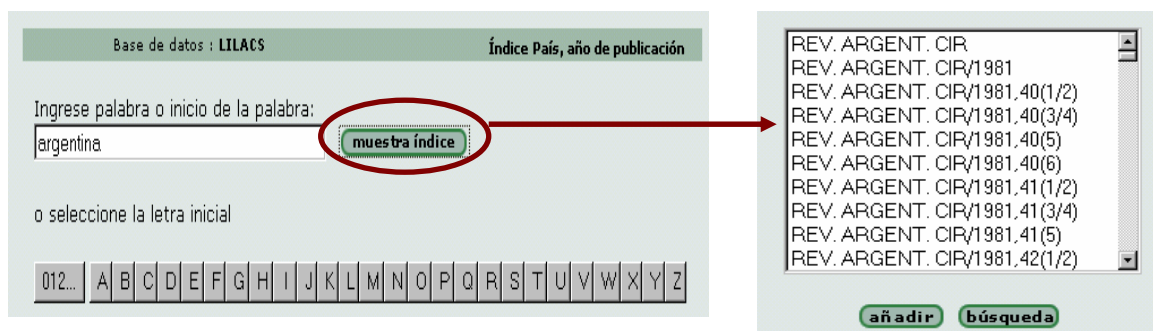 Base de datos : LILACS
Índice País, año de publicación
Ingrese palabra o inicio de la palabra:
argentina
muestra índice
o seleccione la letra inicial
012... A B C D E F G H I J K L M N O P Q R S T U V W X Y Z
REV. ARGENT. CIR
REV. ARGENT. CIR/1981
REV. ARGENT. CIR/1981,40(1/2)
REV. ARGENT. CIR/1981,40(3/4)
REV. ARGENT. CIR/1981,40(5)
REV. ARGENT. CIR/1981,40(6)
REV. ARGENT. CIR/1981,41(1/2)
REV. ARGENT. CIR/1981,41(3/4)
REV. ARGENT. CIR/1981,41(5)
REV. ARGENT. CIR/1981,42(1/2)
añadir búsqueda